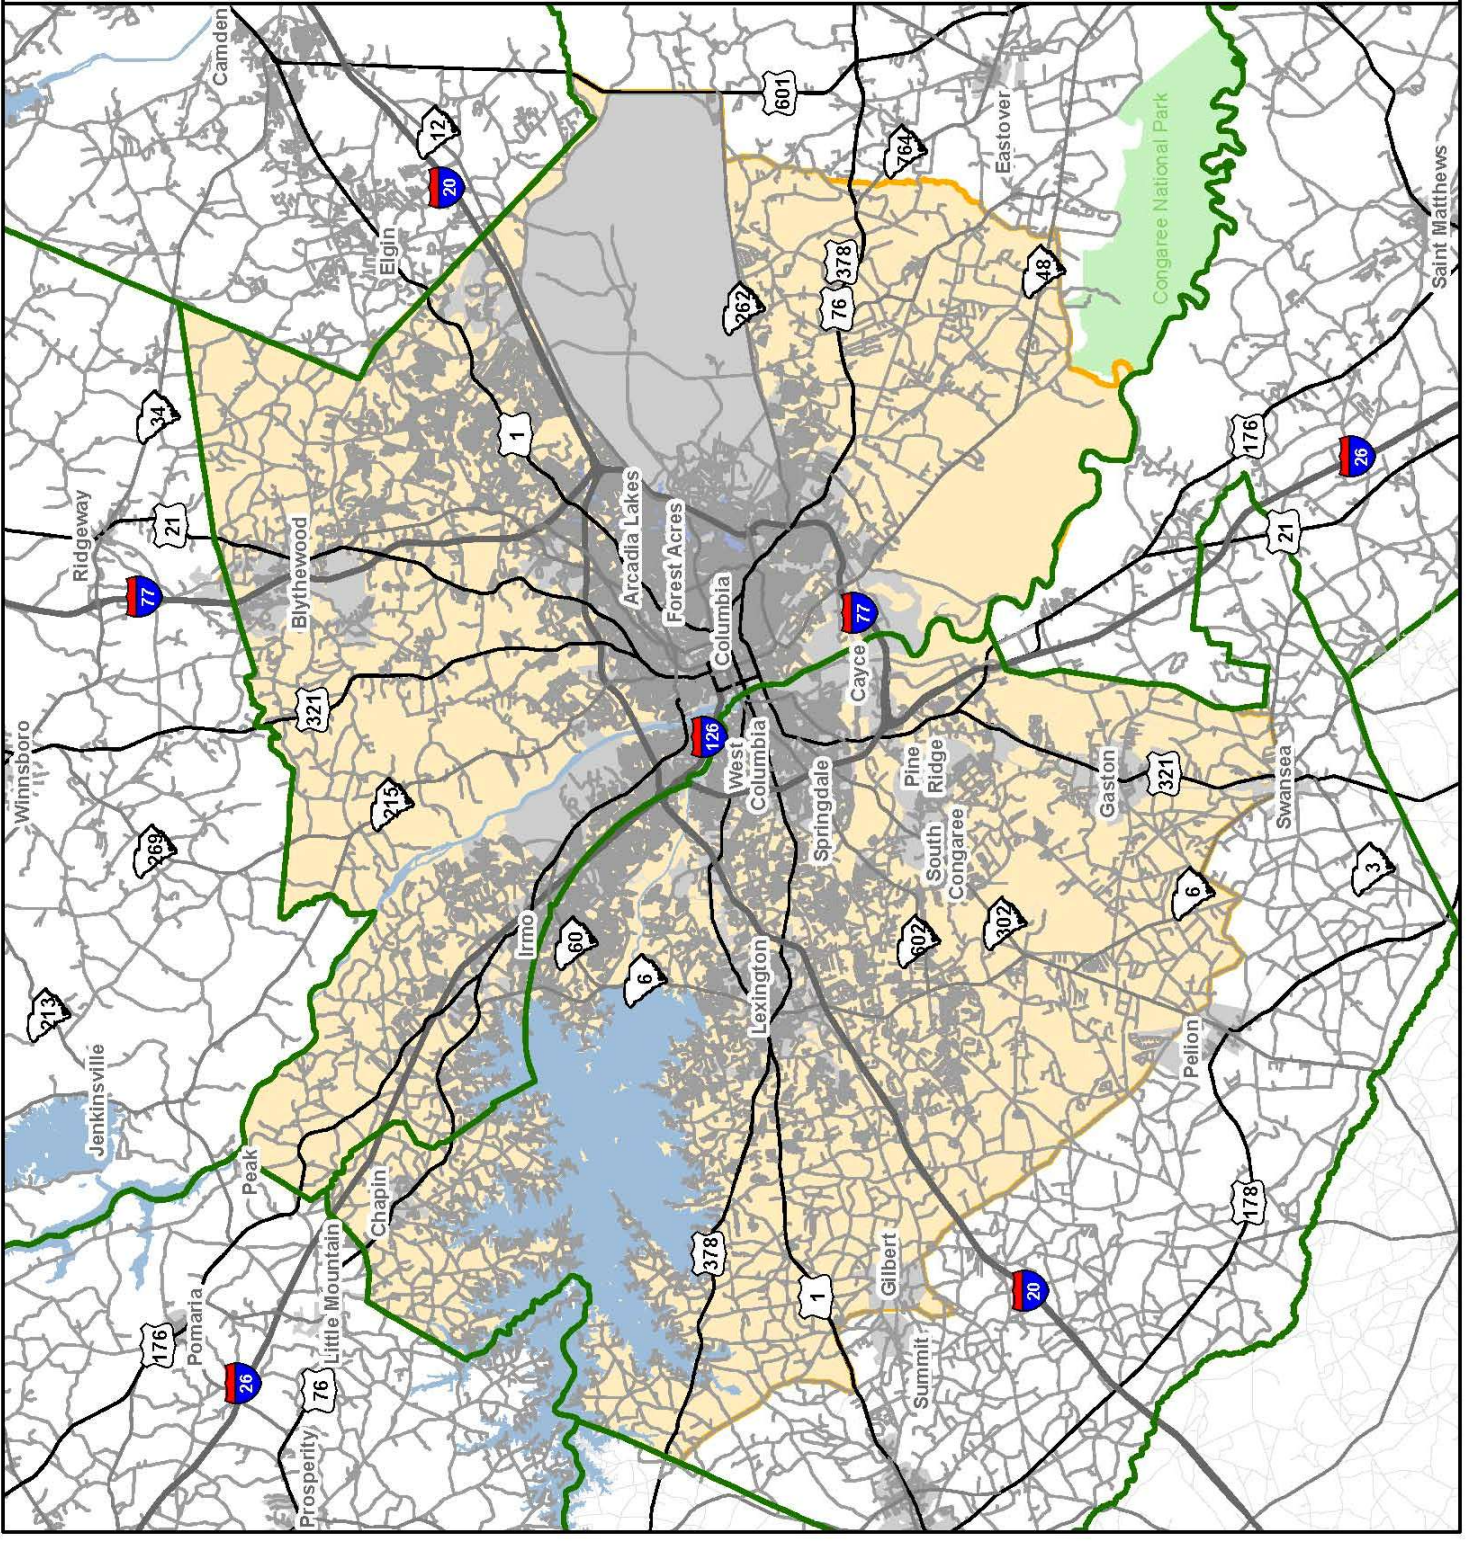 Winnsboro
213
Ridgeway
Jenkinsville
77
269
34
176
21
Pomaria
Camden
26
Peak
Blythewood
Prosperity
321
76
Little Mountain
Chapin
Elgin
215
12
20
1
Irmo
60
Arcadia Lakes
6
Forest Acres
378
126
Columbia
West
Columbia
262
Lexington
601
1
Springdale
76
378
Cayce
77
Gilbert
764
Pine
Ridge
602
Summit
South
Congaree
302
Eastover
20
48
Gaston
Congaree National Park
321
Pelion
6
178
176
Swansea
21
26
3
Saint Matthews